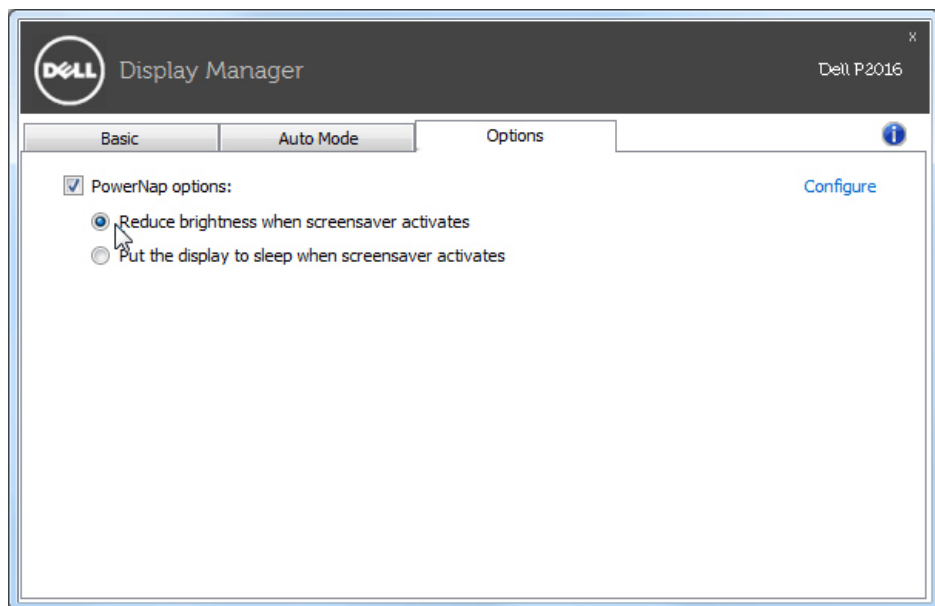 X
DELL Display Manager
Dell P2016
Basic Auto Mode Options
PowerNap options: Configure
Reduce brightness when screensaver activates
Put the display to sleep when screensaver activates